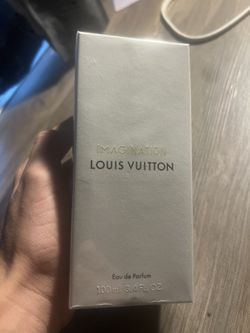 IMAGINATION
LOUIS VUITTON
Eau de Parfum
100ml 3.4 FL. OZ